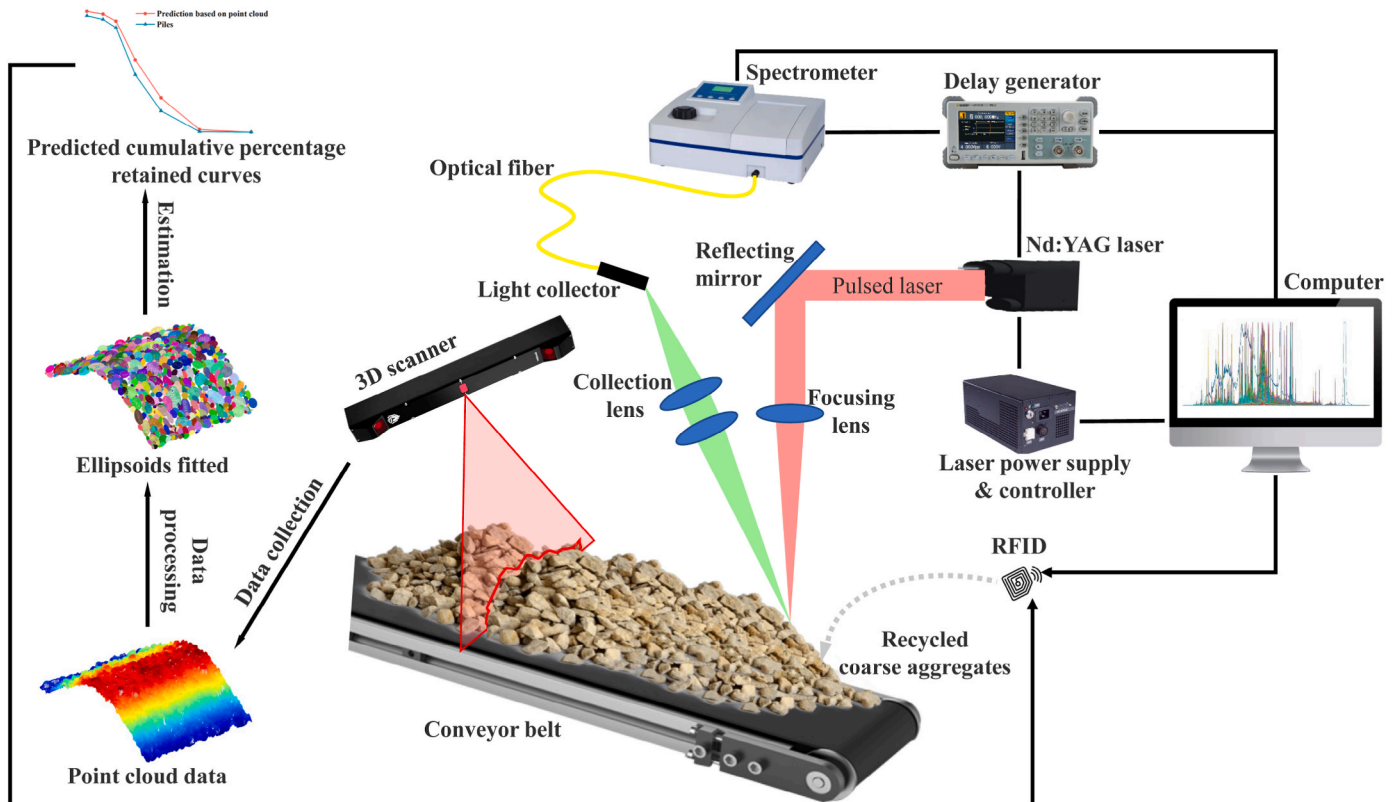 Prediction based on point cloud
Piles
Predicted cumulative percentage
retained curves
Estimation
Ellipsoids fitted
Data
processing
Point cloud data
Data collection
3D scanner
Optical fiber
Light collector
Collection
lens
Spectrometer
Delay generator
Reflecting
mirror
Pulsed laser
Nd:YAG laser
Focusing
lens
Computer
Laser power supply
& controller
RFID
Recycled
coarse aggregates
Conveyor belt